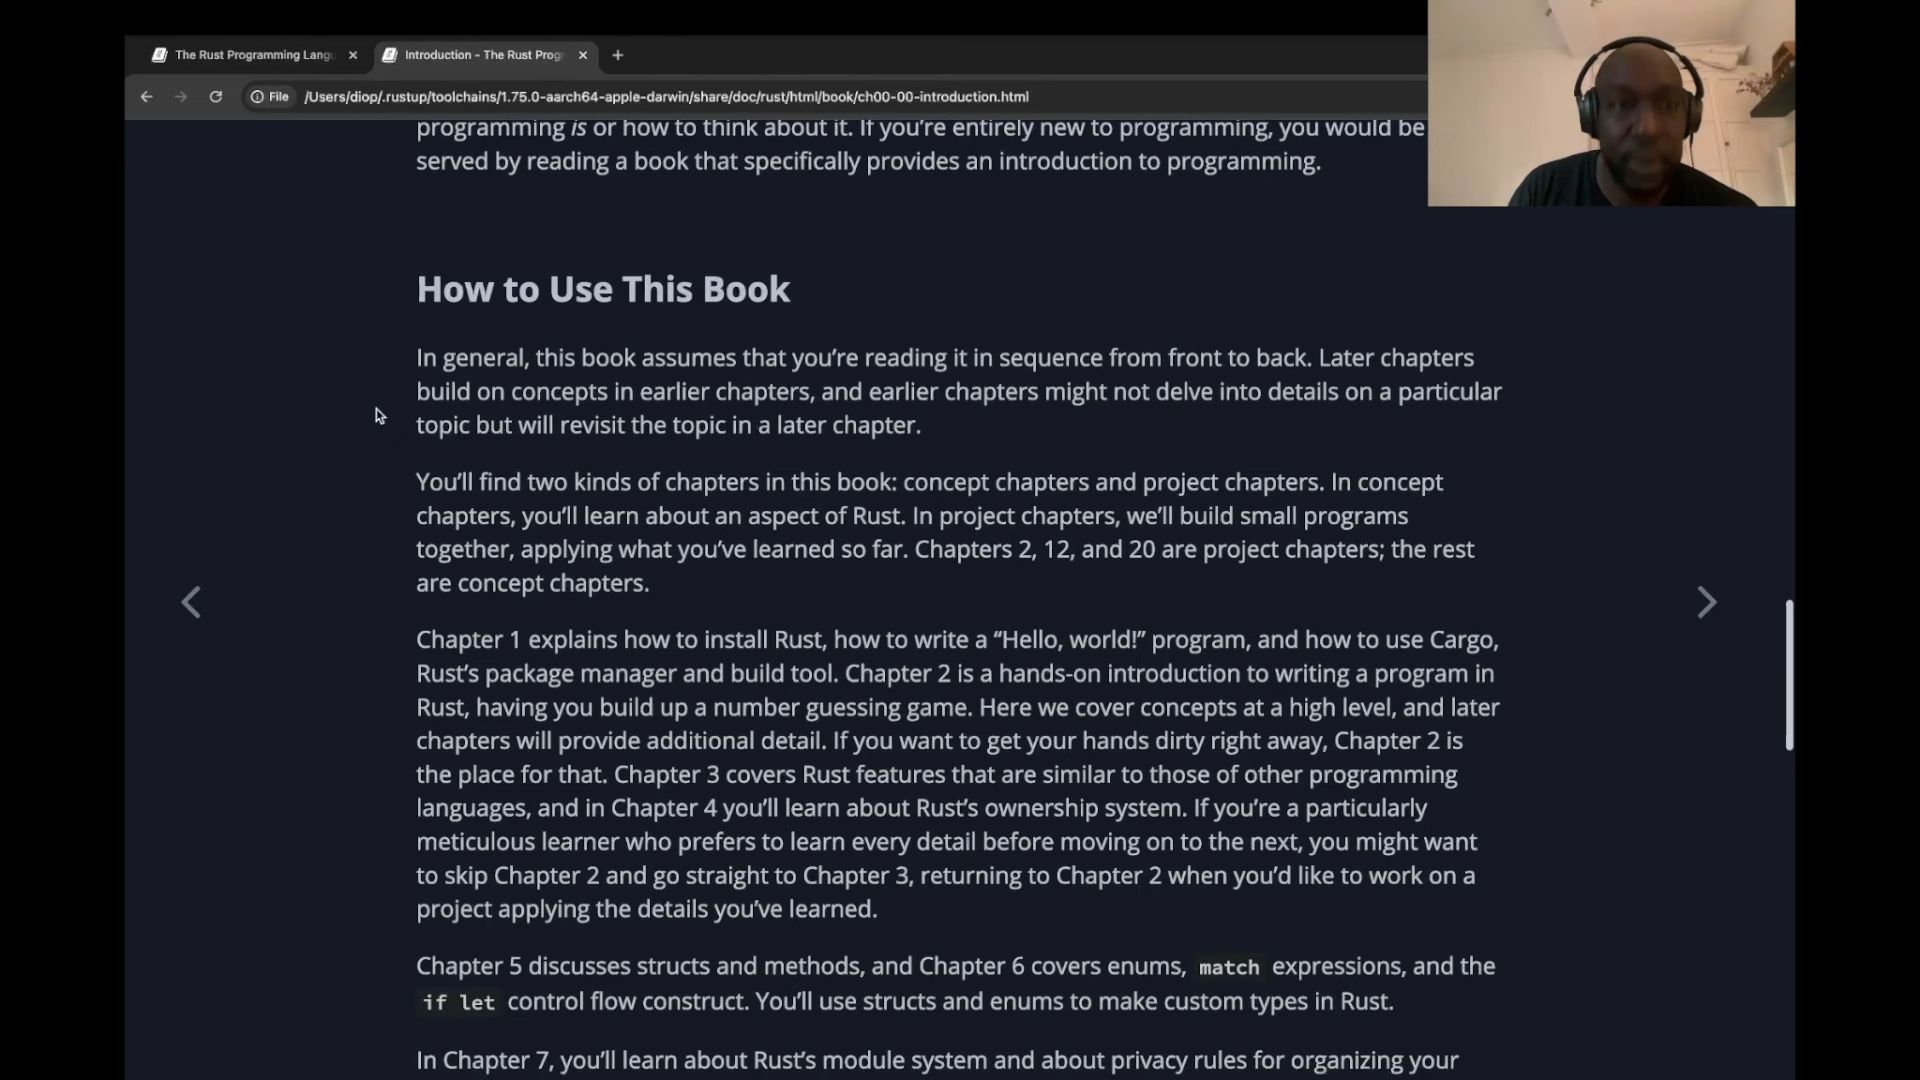 The Rust Programming Langu
Introduction - The Rust Prog
File
/Users/diop/.rustup/toolchains/1.75.0-aarch64-apple-darwin/share/doc/rust/html/book/ch00-00-introduction.html
programming is or how to think about it. If you’re entirely new to programming, you would be
served by reading a book that specifically provides an introduction to programming.
How to Use This Book
In general, this book assumes that you’re reading it in sequence from front to back. Later chapters
build on concepts in earlier chapters, and earlier chapters might not delve into details on a particular
topic but will revisit the topic in a later chapter.
You’ll find two kinds of chapters in this book: concept chapters and project chapters. In concept
chapters, you’ll learn about an aspect of Rust. In project chapters, we’ll build small programs
together, applying what you’ve learned so far. Chapters 2, 12, and 20 are project chapters; the rest
are concept chapters.
Chapter 1 explains how to install Rust, how to write a “Hello, world!” program, and how to use Cargo,
Rust’s package manager and build tool. Chapter 2 is a hands-on introduction to writing a program in
Rust, having you build up a number guessing game. Here we cover concepts at a high level, and later
chapters will provide additional detail. If you want to get your hands dirty right away, Chapter 2 is
the place for that. Chapter 3 covers Rust features that are similar to those of other programming
languages, and in Chapter 4 you’ll learn about Rust’s ownership system. If you’re a particularly
meticulous learner who prefers to learn every detail before moving on to the next, you might want
to skip Chapter 2 and go straight to Chapter 3, returning to Chapter 2 when you’d like to work on a
project applying the details you’ve learned.
Chapter 5 discusses structs and methods, and Chapter 6 covers enums, match expressions, and the
if let control flow construct. You’ll use structs and enums to make custom types in Rust.
In Chapter 7, you’ll learn about Rust’s module system and about privacy rules for organizing your